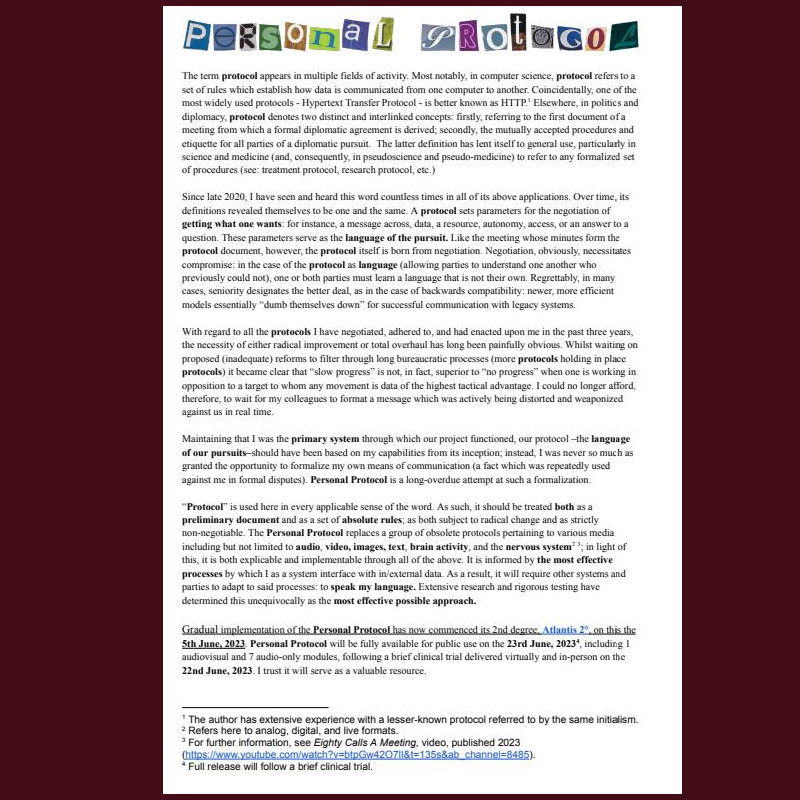 PERSONAL PROTOCOL
The term protocol appears in multiple fields of activity. Most notably, in computer science, protocol refers to a
set of rules which establish how data is communicated from one computer to another. Coincidentally, one of the
most widely used protocols - Hypertext Transfer Protocol - is better known as HTTP.¹ Elsewhere, in politics and
diplomacy, protocol denotes two distinct and interlinked concepts: firstly, referring to the first document of a
meeting from which a formal diplomatic agreement is derived; secondly, the mutually accepted procedures and
etiquette for all parties of a diplomatic pursuit. The latter definition has lent itself to general use, particularly in
science and medicine (and, consequently, in pseudoscience and pseudo-medicine) to refer to any formalized set
of procedures (see: treatment protocol, research protocol, etc.)
Since late 2020, I have seen and heard this word countless times in all of its above applications. Over time, its
definitions revealed themselves to be one and the same. A protocol sets parameters for the negotiation of
getting what one wants: for instance, a message across, data, a resource, autonomy, access, or an answer to a
question. These parameters serve as the language of the pursuit. Like the meeting whose minutes form the
protocol document, however, the protocol itself is born from negotiation. Negotiation, obviously, necessitates
compromise: in the case of the protocol as language (allowing parties to understand one another who
previously could not), one or both parties must learn a language that is not their own. Regrettably, in many
cases, seniority designates the better deal, as in the case of backwards compatibility: newer, more efficient
models essentially “dumb themselves down” for successful communication with legacy systems.
With regard to all the protocols I have negotiated, adhered to, and had enacted upon me in the past three years,
the necessity of either radical improvement or total overhaul has long been painfully obvious. Whilst waiting on
proposed (inadequate) reforms to filter through long bureaucratic processes (more protocols holding in place
protocols) it became clear that “slow progress” is not, in fact, superior to “no progress” when one is working in
opposition to a target to whom any movement is data of the highest tactical advantage. I could no longer afford,
therefore, to wait for my colleagues to format a message which was actively being distorted and weaponized
against us in real time.
Maintaining that I was the primary system through which our project functioned, our protocol –the language
of our pursuits–should have been based on my capabilities from its inception; instead, I was never so much as
granted the opportunity to formalize my own means of communication (a fact which was repeatedly used
against me in formal disputes). Personal Protocol is a long-overdue attempt at such a formalization.
“Protocol” is used here in every applicable sense of the word. As such, it should be treated both as a
preliminary document and as a set of absolute rules; as both subject to radical change and as strictly
non-negotiable. The Personal Protocol replaces a group of obsolete protocols pertaining to various media
including but not limited to audio, video, images, text, brain activity, and the nervous system² ³; in light of
this, it is both explicable and implementable through all of the above. It is informed by the most effective
processes by which I as a system interface with in/external data. As a result, it will require other systems and
parties to adapt to said processes: to speak my language. Extensive research and rigorous testing have
determined this unequivocally as the most effective possible approach.
Gradual implementation of the Personal Protocol has now commenced its 2nd degree, Atlantis 2°, on this the
5th June, 2023. Personal Protocol will be fully available for public use on the 23rd June, 2023⁴, including 1
audiovisual and 7 audio-only modules, following a brief clinical trial delivered virtually and in-person on the
22nd June, 2023. I trust it will serve as a valuable resource.
¹ The author has extensive experience with a lesser-known protocol referred to by the same initialism.
² Refers here to analog, digital, and live formats.
³ For further information, see Eighty Calls A Meeting, video, published 2023
(https://www.youtube.com/watch?v=btpGw42O7lI&t=135s&ab_channel=8485).
⁴ Full release will follow a brief clinical trial.